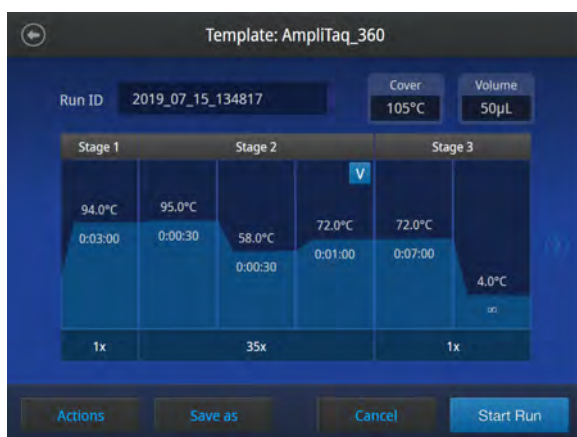 Template: AmpliTaq_360
Run ID 2019_07_15_134817
Cover
105°C
Volume
50µL
Stage 1 Stage 2 Stage 3
V
94.0°C 95.0°C 58.0°C 72.0°C 72.0°C 4.0°C
0:03:00 0:00:30 0:00:30 0:01:00 0:07:00 ∞
1x 35x 1x
Actions Save as Cancel Start Run